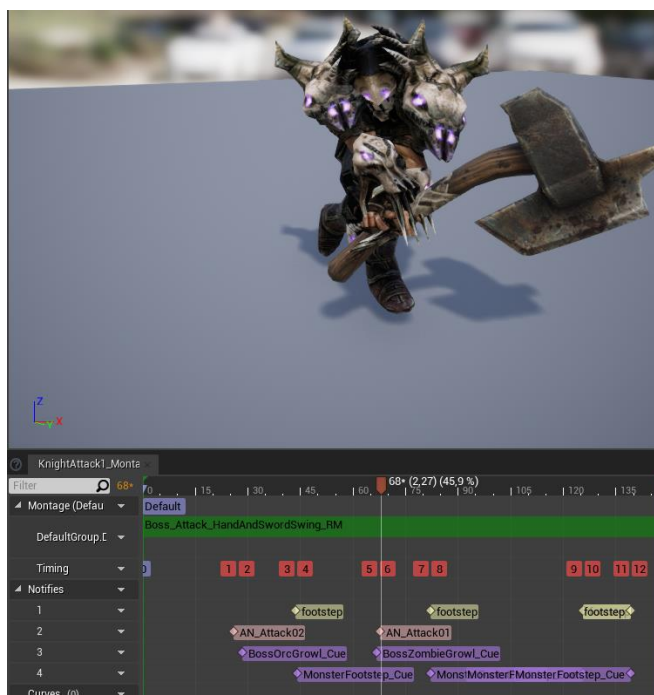 Z
X
KnightAttack1_Monta
Filter 68* 0 15 30 45 60 68* (2,27) (45,9 %) 75 90 105 120 135
Montage (Defau Default
Boss_Attack_HandAndSwordSwing_RM
DefaultGroup.D
Timing 1 2 3 4 5 6 7 8 9 10 11 12
Notifies
1 footstep footstep footstep
2 AN_Attack02 AN_Attack01
3 BossOrcGrowl_Cue BossZombieGrowl_Cue
4 MonsterFootstep_Cue MonstMonsterFMonsterFootstep_Cue
Curves (0)